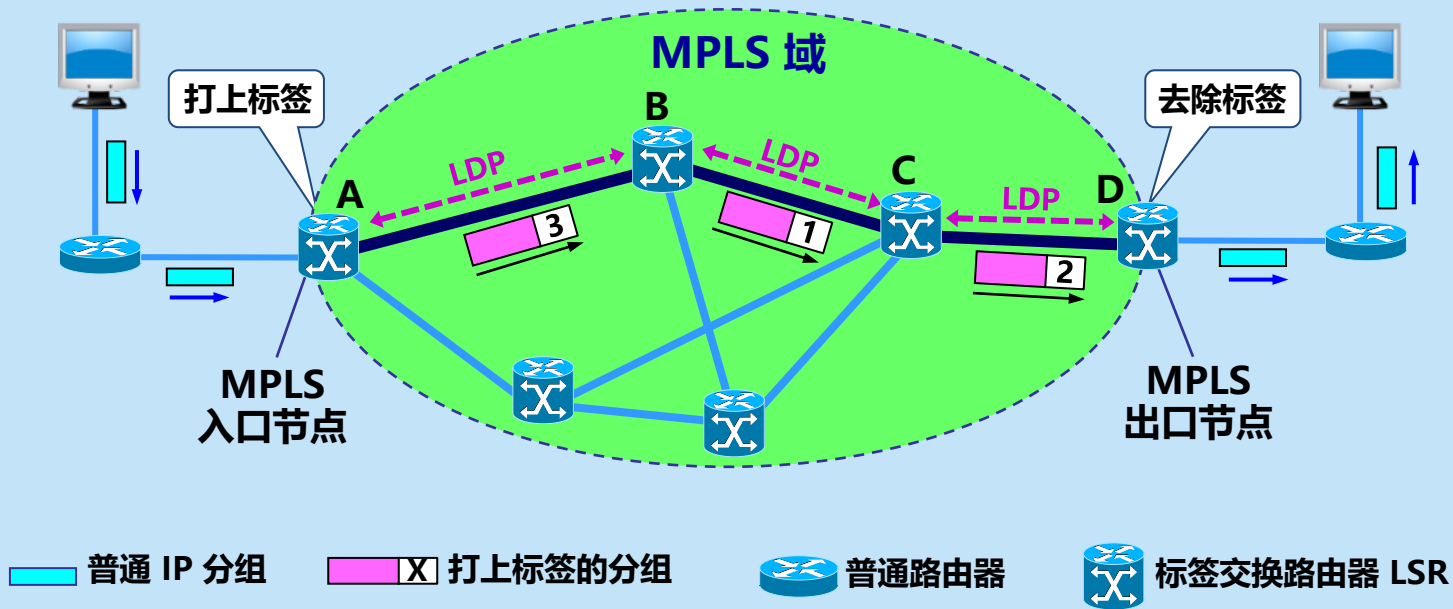 MPLS 域
打上标签
去除标签
B
LDP
LDP
C
A
LDP
D
3
1
2
MPLS
入口节点
MPLS
出口节点
普通 IP 分组
X 打上标签的分组
普通路由器
标签交换路由器 LSR